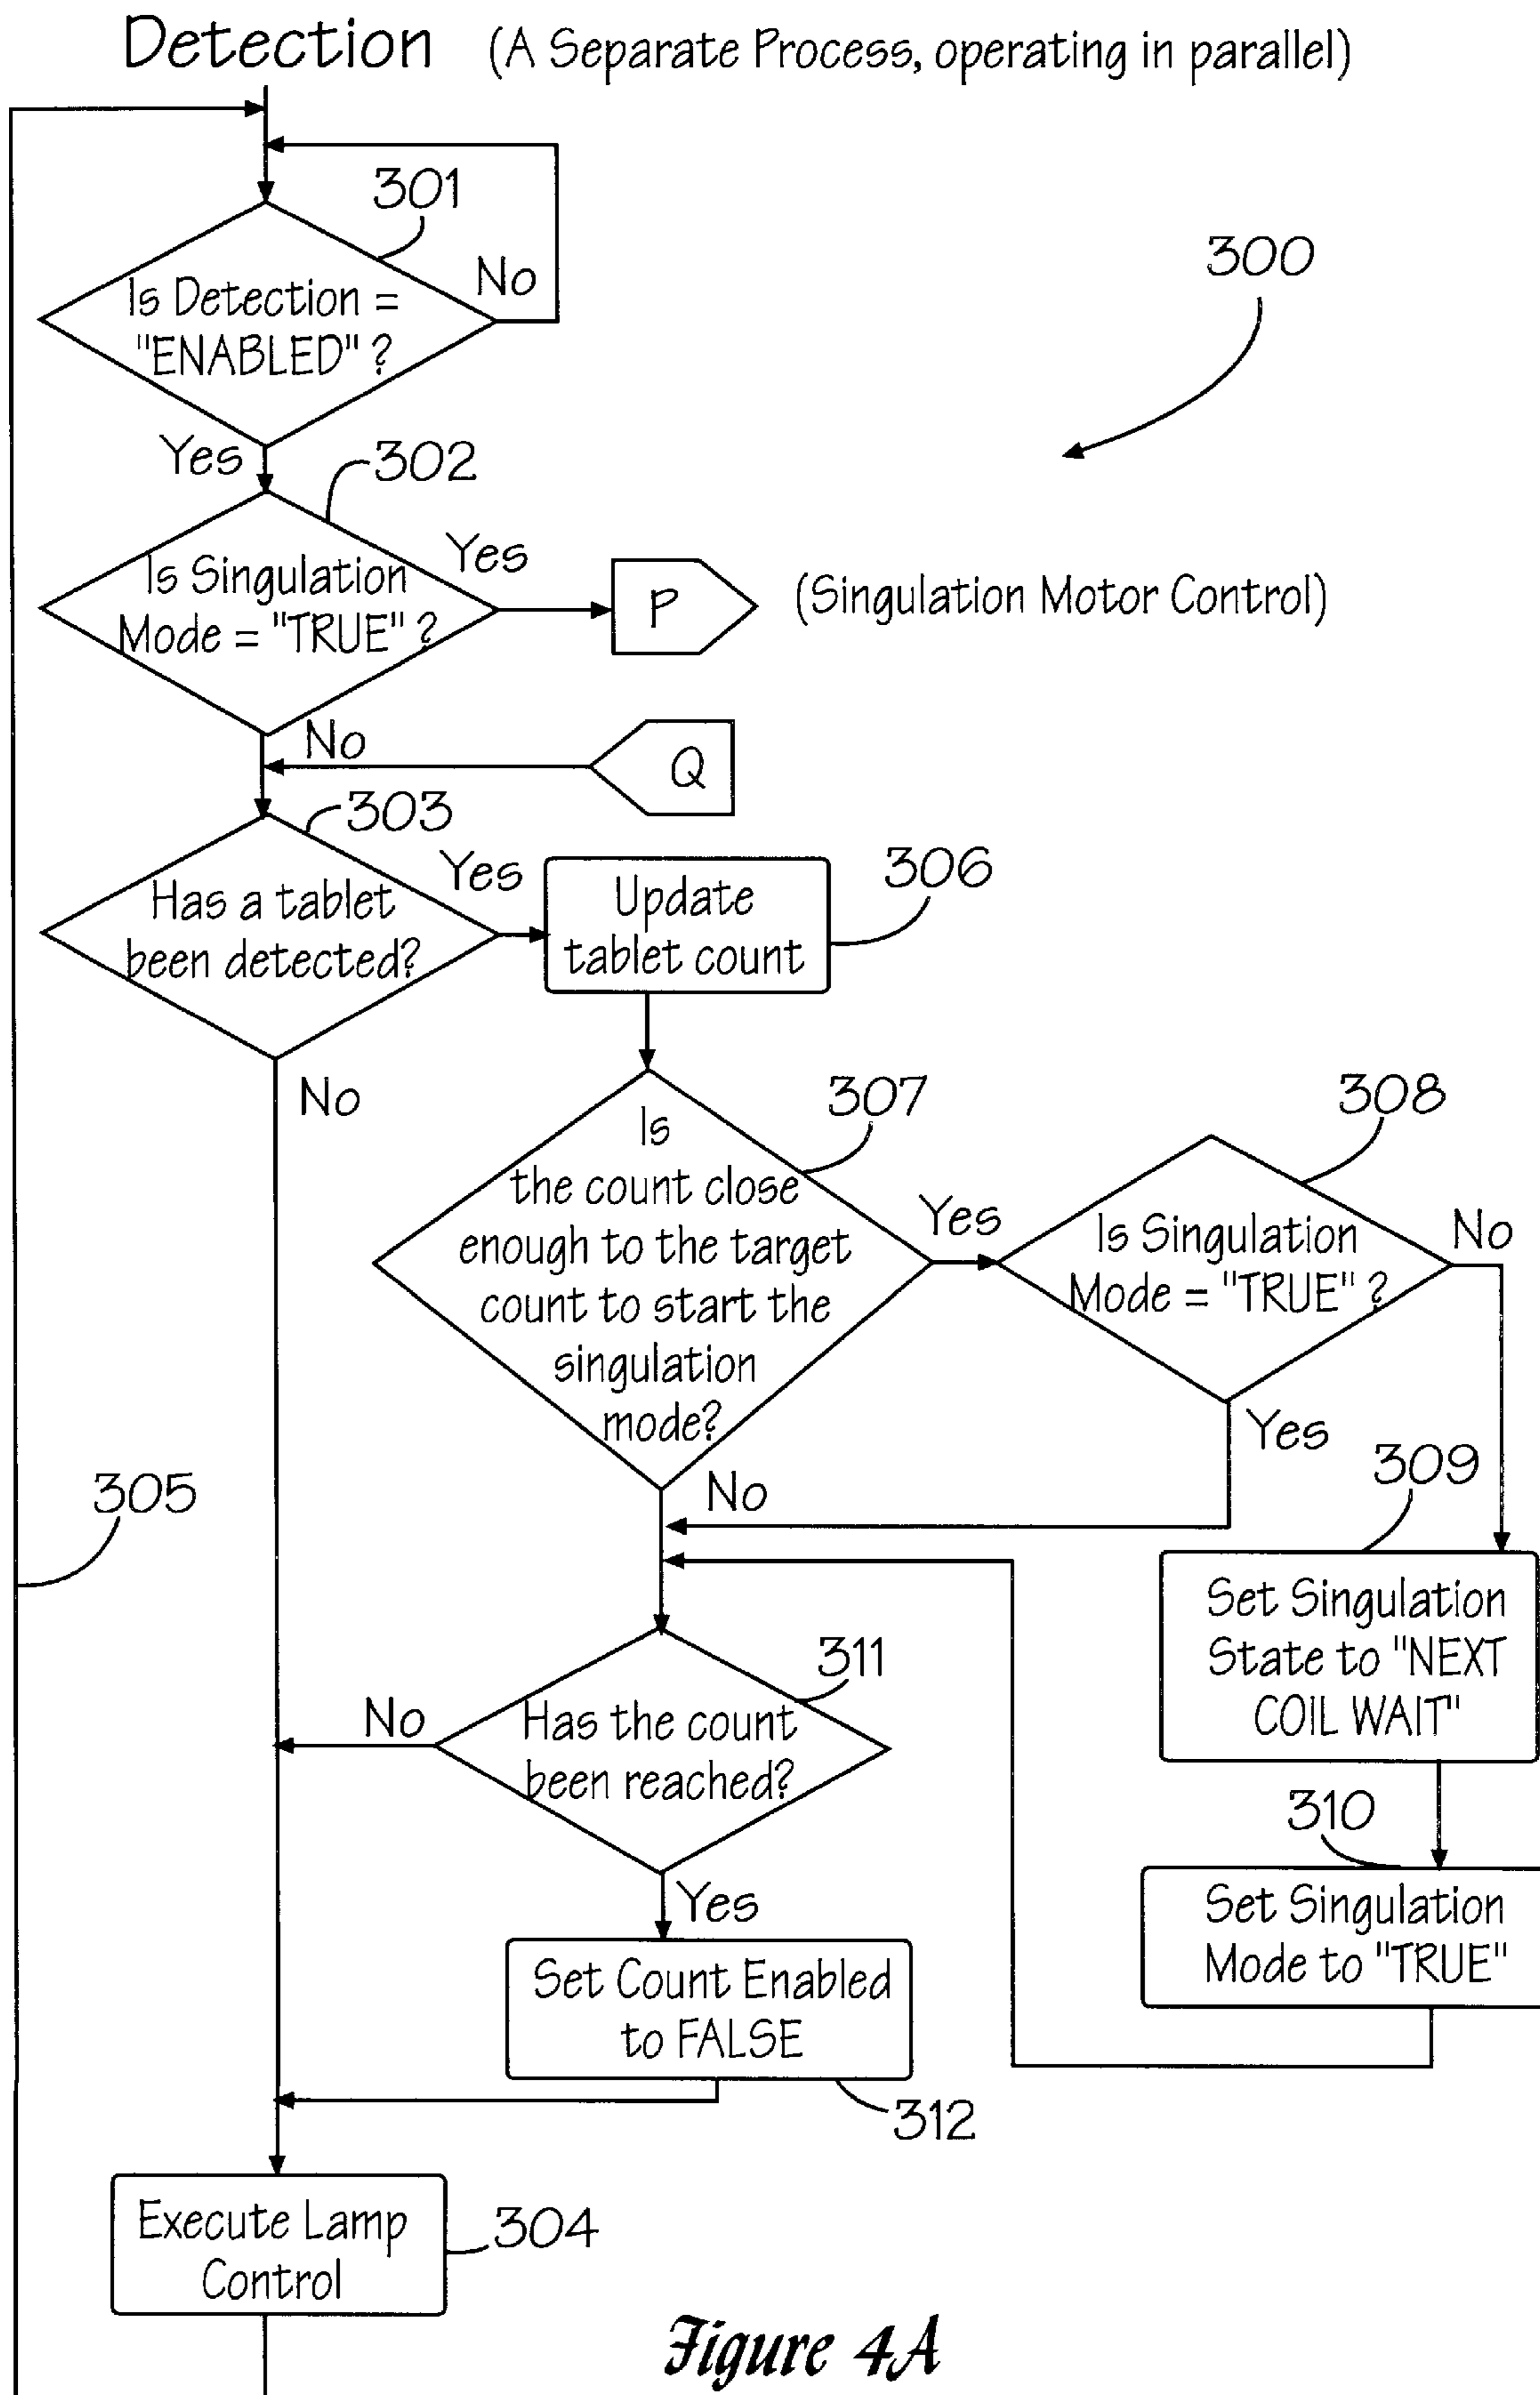 Detection (A Separate Process, operating in parallel)
301
Is Detection =
"ENABLED" ?
No
300
Yes
302
Is Singulation
Mode = "TRUE" ?
Yes
P
(Singulation Motor Control)
No
Q
303
Has a tablet
been detected?
Yes
Update
tablet count
306
No
Is
the count close
enough to the target
count to start the
singulation
mode?
307
Yes
308
Is Singulation
Mode = "TRUE" ?
No
Yes
No
305
309
Set Singulation
State to "NEXT
COIL WAIT"
311
Has the count
been reached?
No
310
Set Singulation
Mode to "TRUE"
Yes
Set Count Enabled
to FALSE
312
Execute Lamp
Control
304
Figure 4A